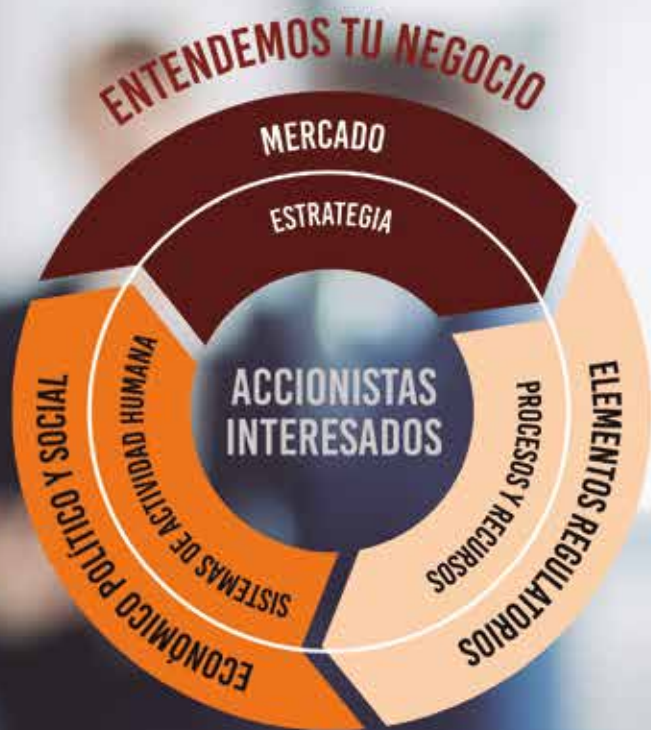 ENTENDEMOS TU NEGOCIO
MERCADO
ESTRATEGIA
ACCIONISTAS
INTERESADOS
ELEMENTOS REGULATORIOS
PROCESOS Y RECURSOS
SISTEMAS DE ACTIVIDAD HUMANA
ECONÓMICO POLÍTICO Y SOCIAL